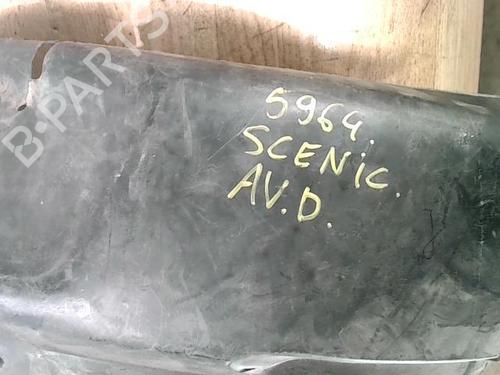 B-PARTS
5964.
SCENIC.
AV.D.